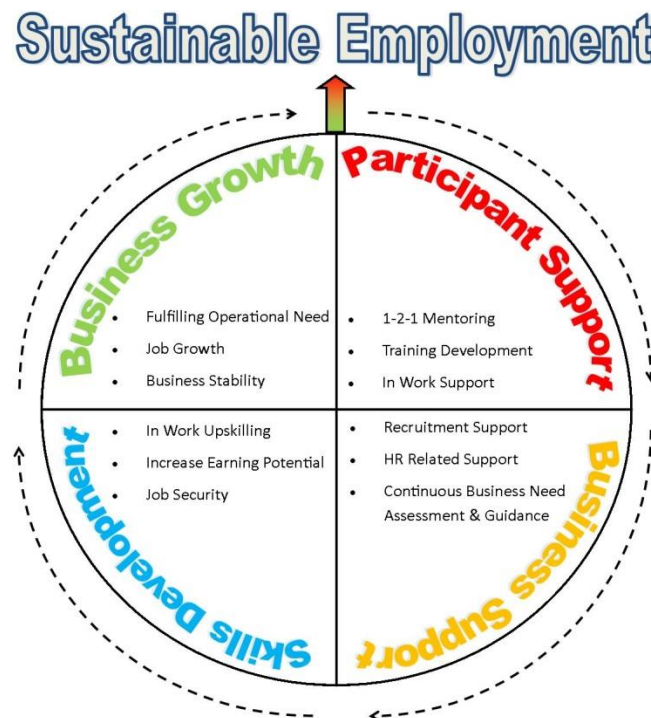 Sustainable Employment
Business Growth
Participant Support
Fulfilling Operational Need
Job Growth
Business Stability
1-2-1 Mentoring
Training Development
In Work Support
In Work Upskilling
Increase Earning Potential
Job Security
Recruitment Support
HR Related Support
Continuous Business Need
Assessment & Guidance
Skills Development
Business Support